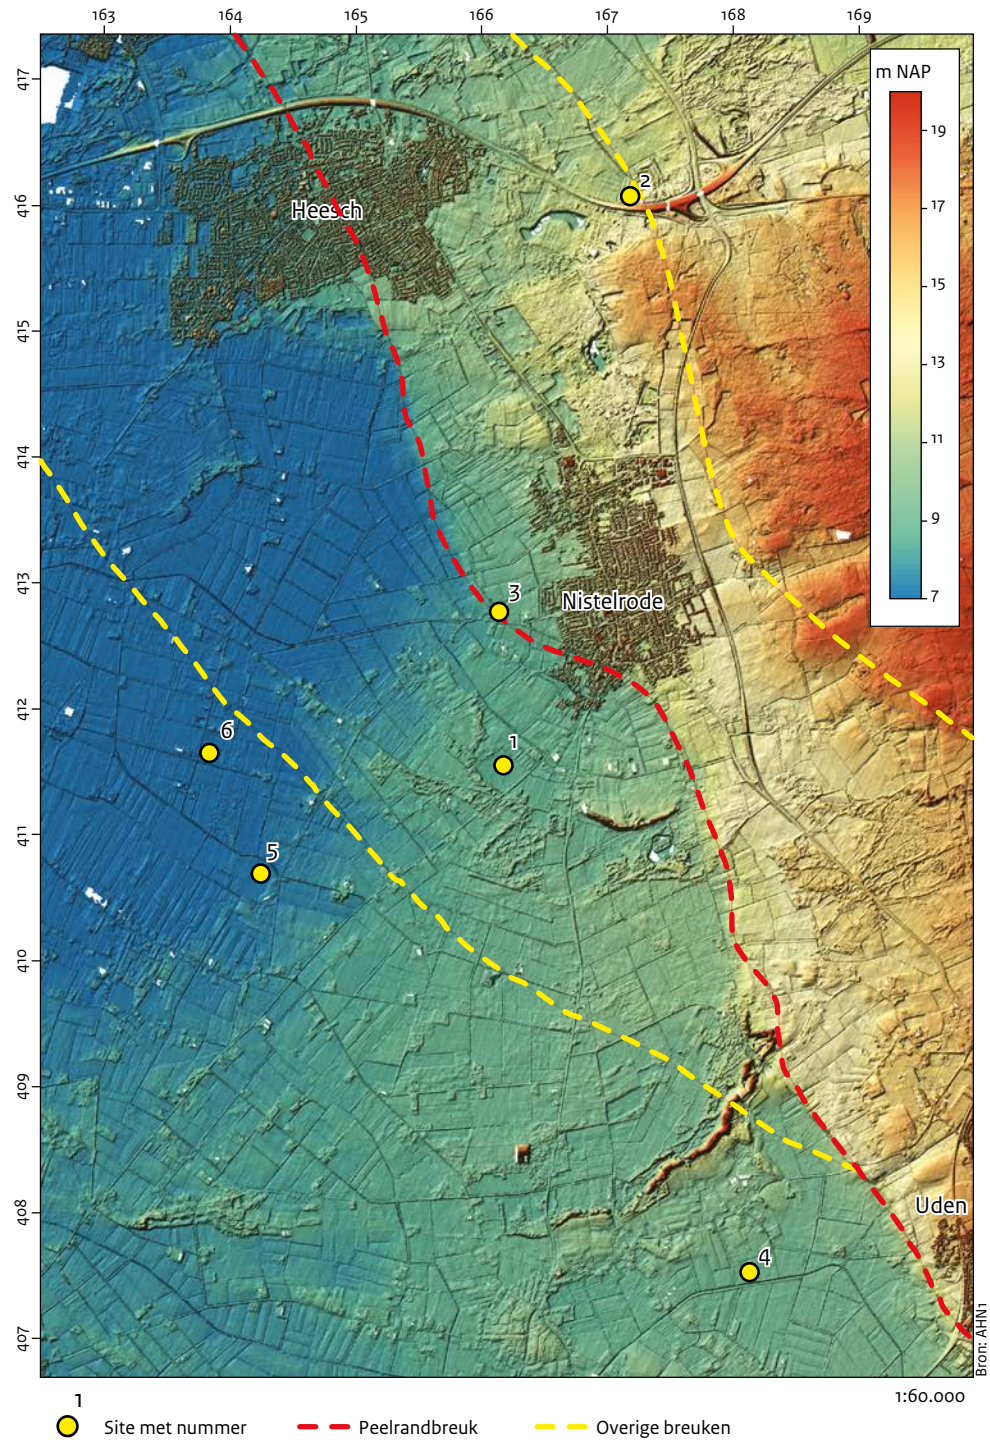 163 164 165 166 167 168 169
417
416
415
414
413
412
411
410
409
408
407
m NAP
19
17
15
13
11
9
7
2
Heesch
3
Nistelrode
6
1
5
Uden
4
Bron: AHN1
1
1:60.000
Site met nummer
Peelrandbreuk
Overige breuken